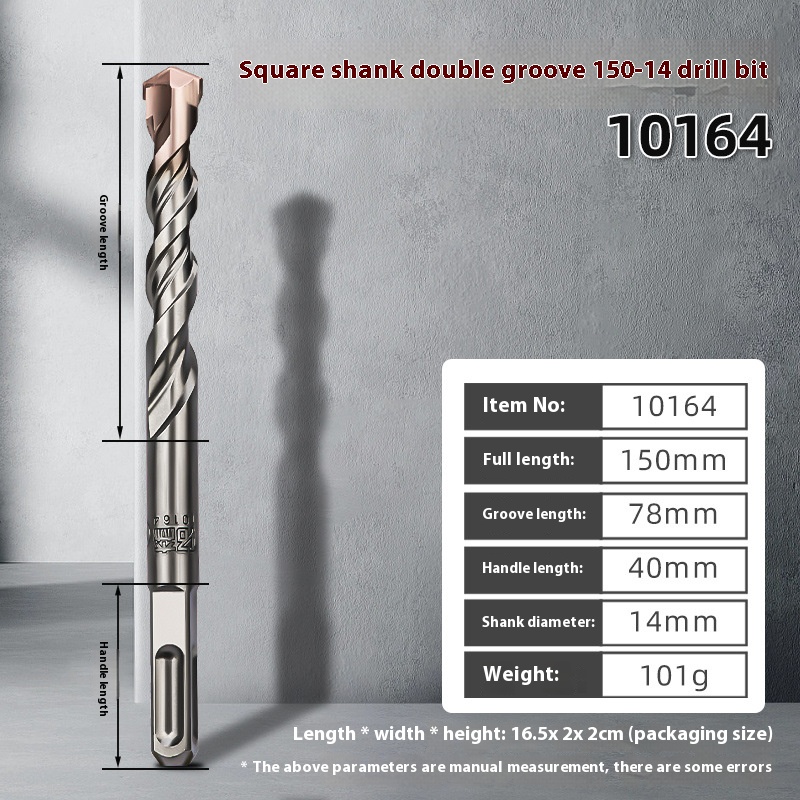 Square shank double groove 150-14 drill bit
10164
Groove length
Item No: 10164
Full length: 150mm
Groove length: 78mm
Handle length: 40mm
Shank diameter: 14mm
Weight: 101g
Handle length
Length * width * height: 16.5x 2x 2cm (packaging size)
* The above parameters are manual measurement, there are some errors